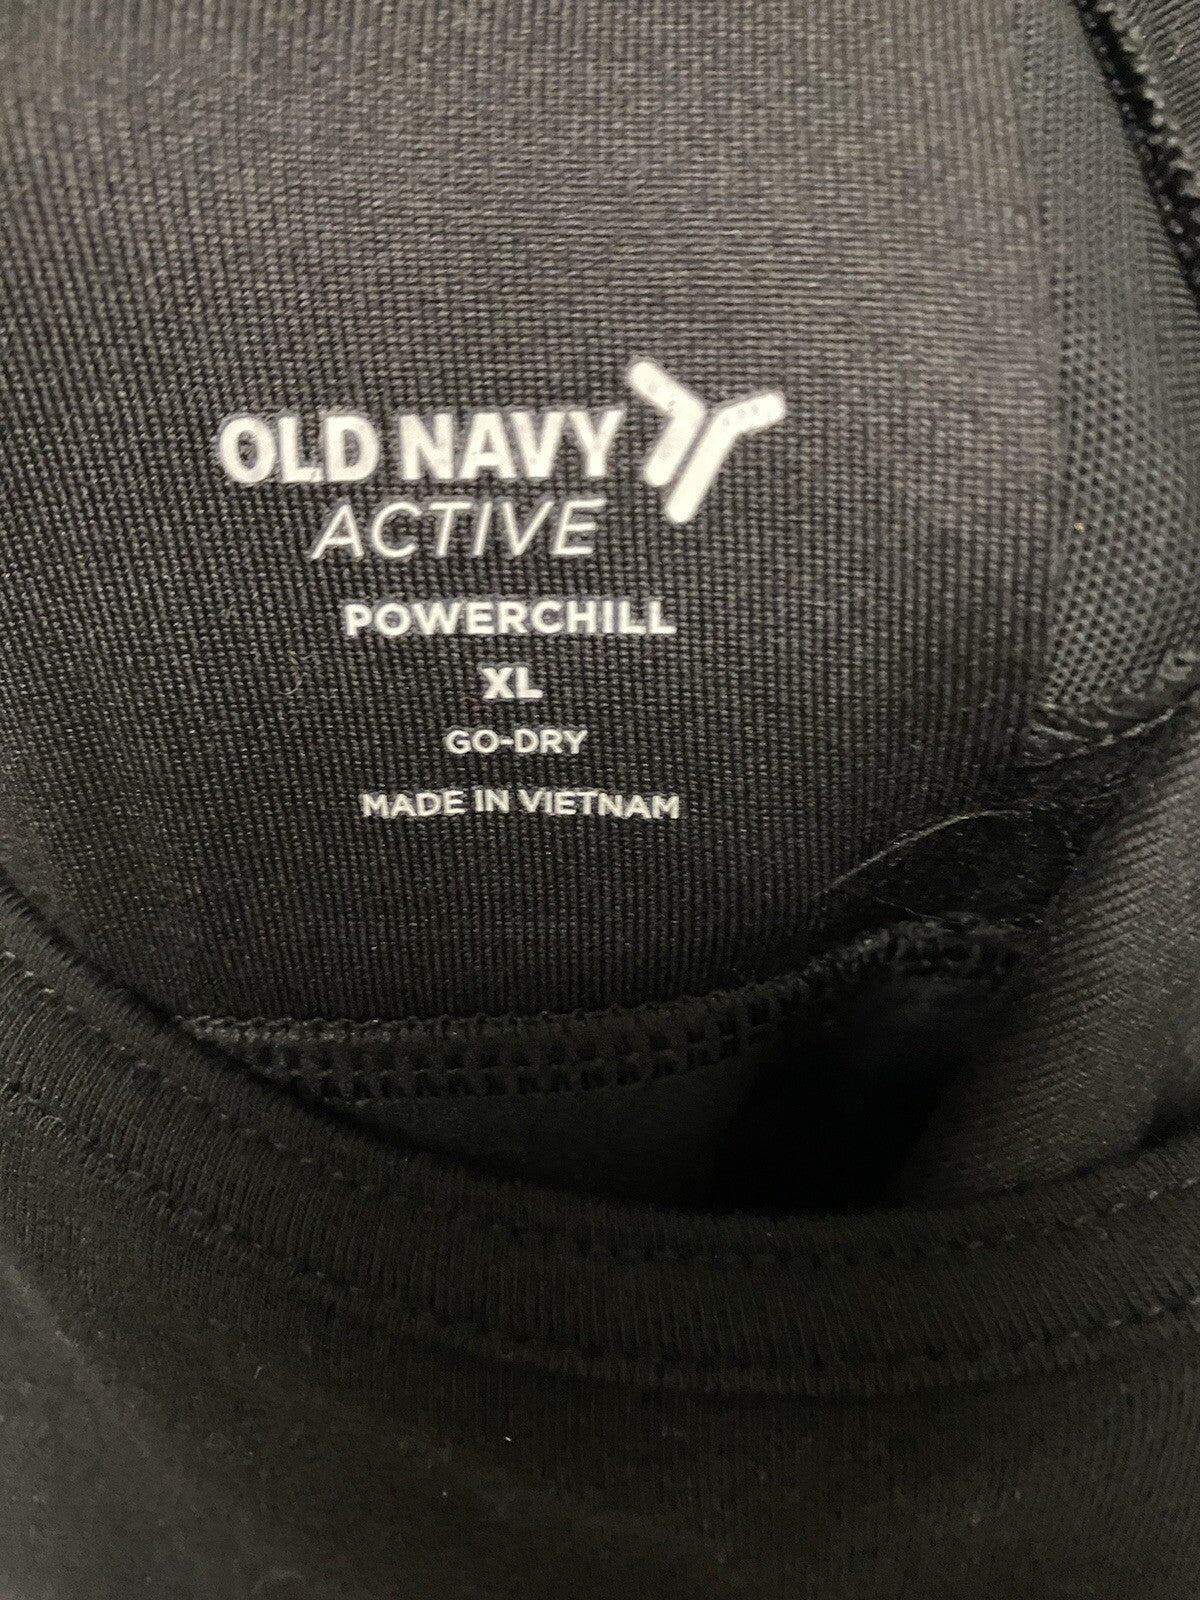 OLD NAVY
ACTIVE
POWERCHILL
XL
GO-DRY
MADE IN VIETNAM